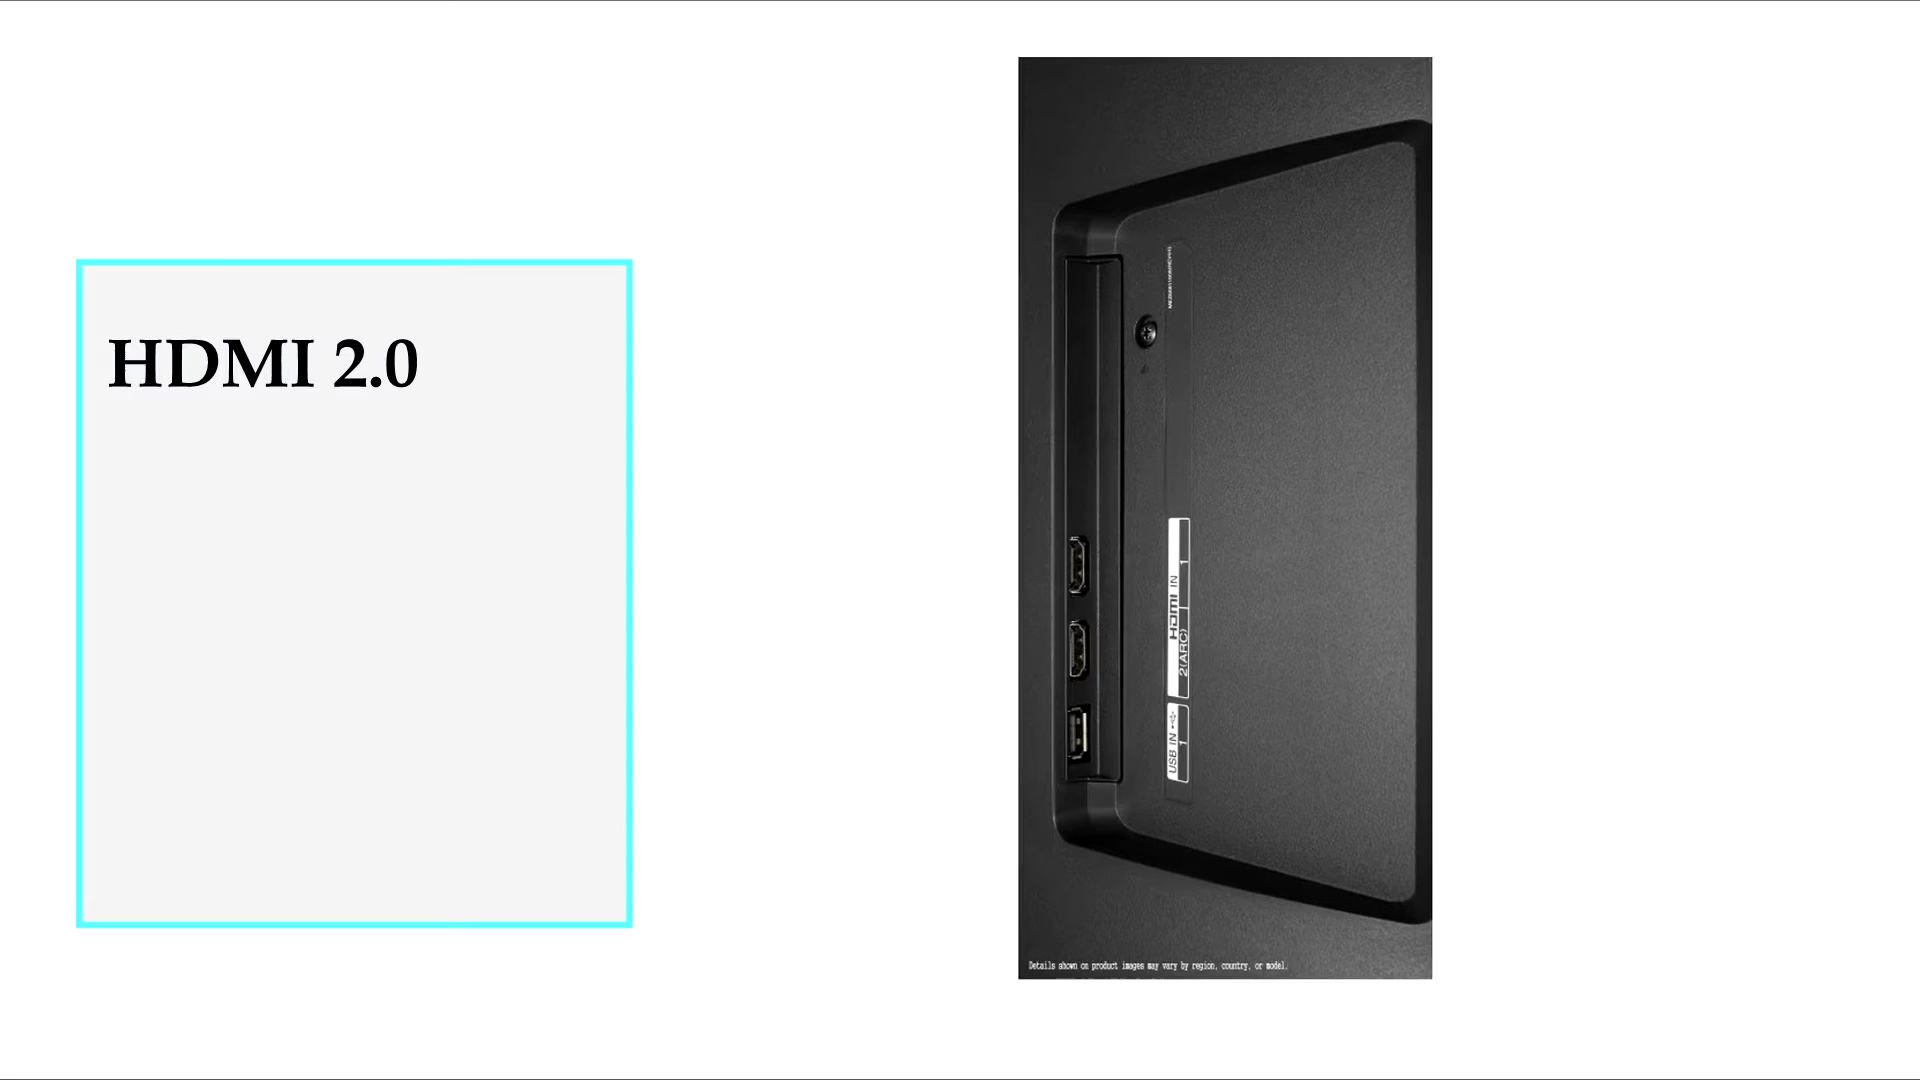 HDMI 2.0
HDMI IN
2(ARC) 1
USB IN
1
Details shown on product images may vary by region, country, or model.